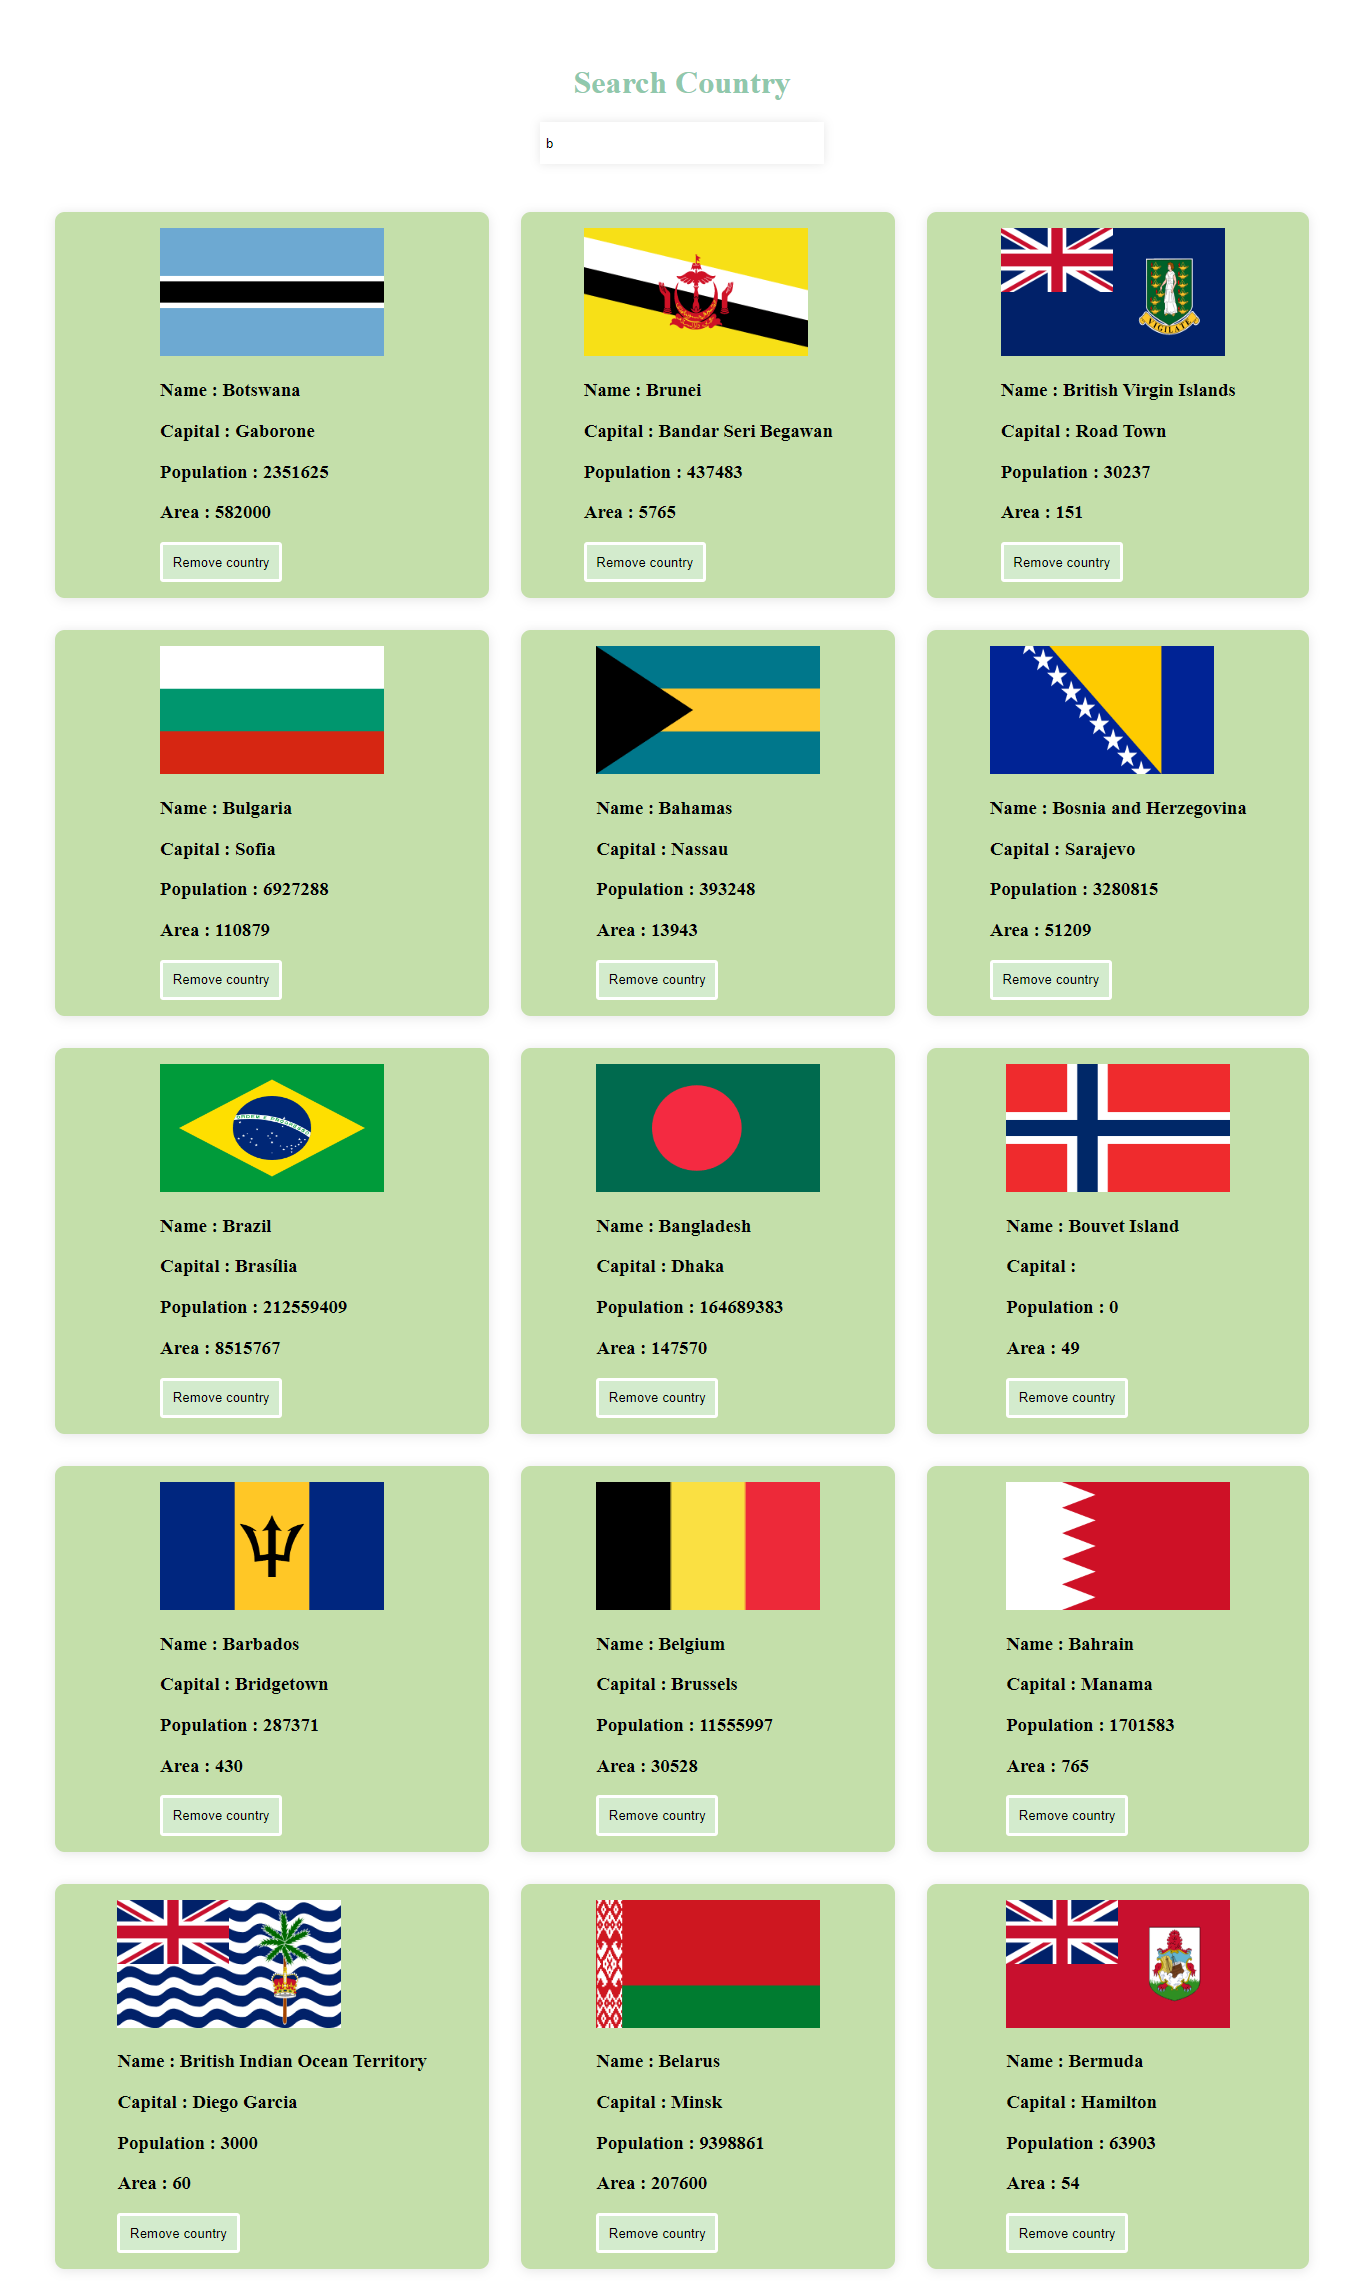 Search Country
b
Name : Botswana
Capital : Gaborone
Population : 2351625
Area : 582000
Remove country
Name : Brunei
Capital : Bandar Seri Begawan
Population : 437483
Area : 5765
Remove country
VIGILATE
Name : British Virgin Islands
Capital : Road Town
Population : 30237
Area : 151
Remove country
Name : Bulgaria
Capital : Sofia
Population : 6927288
Area : 110879
Remove country
Name : Bahamas
Capital : Nassau
Population : 393248
Area : 13943
Remove country
Name : Bosnia and Herzegovina
Capital : Sarajevo
Population : 3280815
Area : 51209
Remove country
Name : Brazil
Capital : Brasília
Population : 212559409
Area : 8515767
Remove country
Name : Bangladesh
Capital : Dhaka
Population : 164689383
Area : 147570
Remove country
Name : Bouvet Island
Capital :
Population : 0
Area : 49
Remove country
Name : Barbados
Capital : Bridgetown
Population : 287371
Area : 430
Remove country
Name : Belgium
Capital : Brussels
Population : 11555997
Area : 30528
Remove country
Name : Bahrain
Capital : Manama
Population : 1701583
Area : 765
Remove country
Name : British Indian Ocean Territory
Capital : Diego Garcia
Population : 3000
Area : 60
Remove country
Name : Belarus
Capital : Minsk
Population : 9398861
Area : 207600
Remove country
Name : Bermuda
Capital : Hamilton
Population : 63903
Area : 54
Remove country